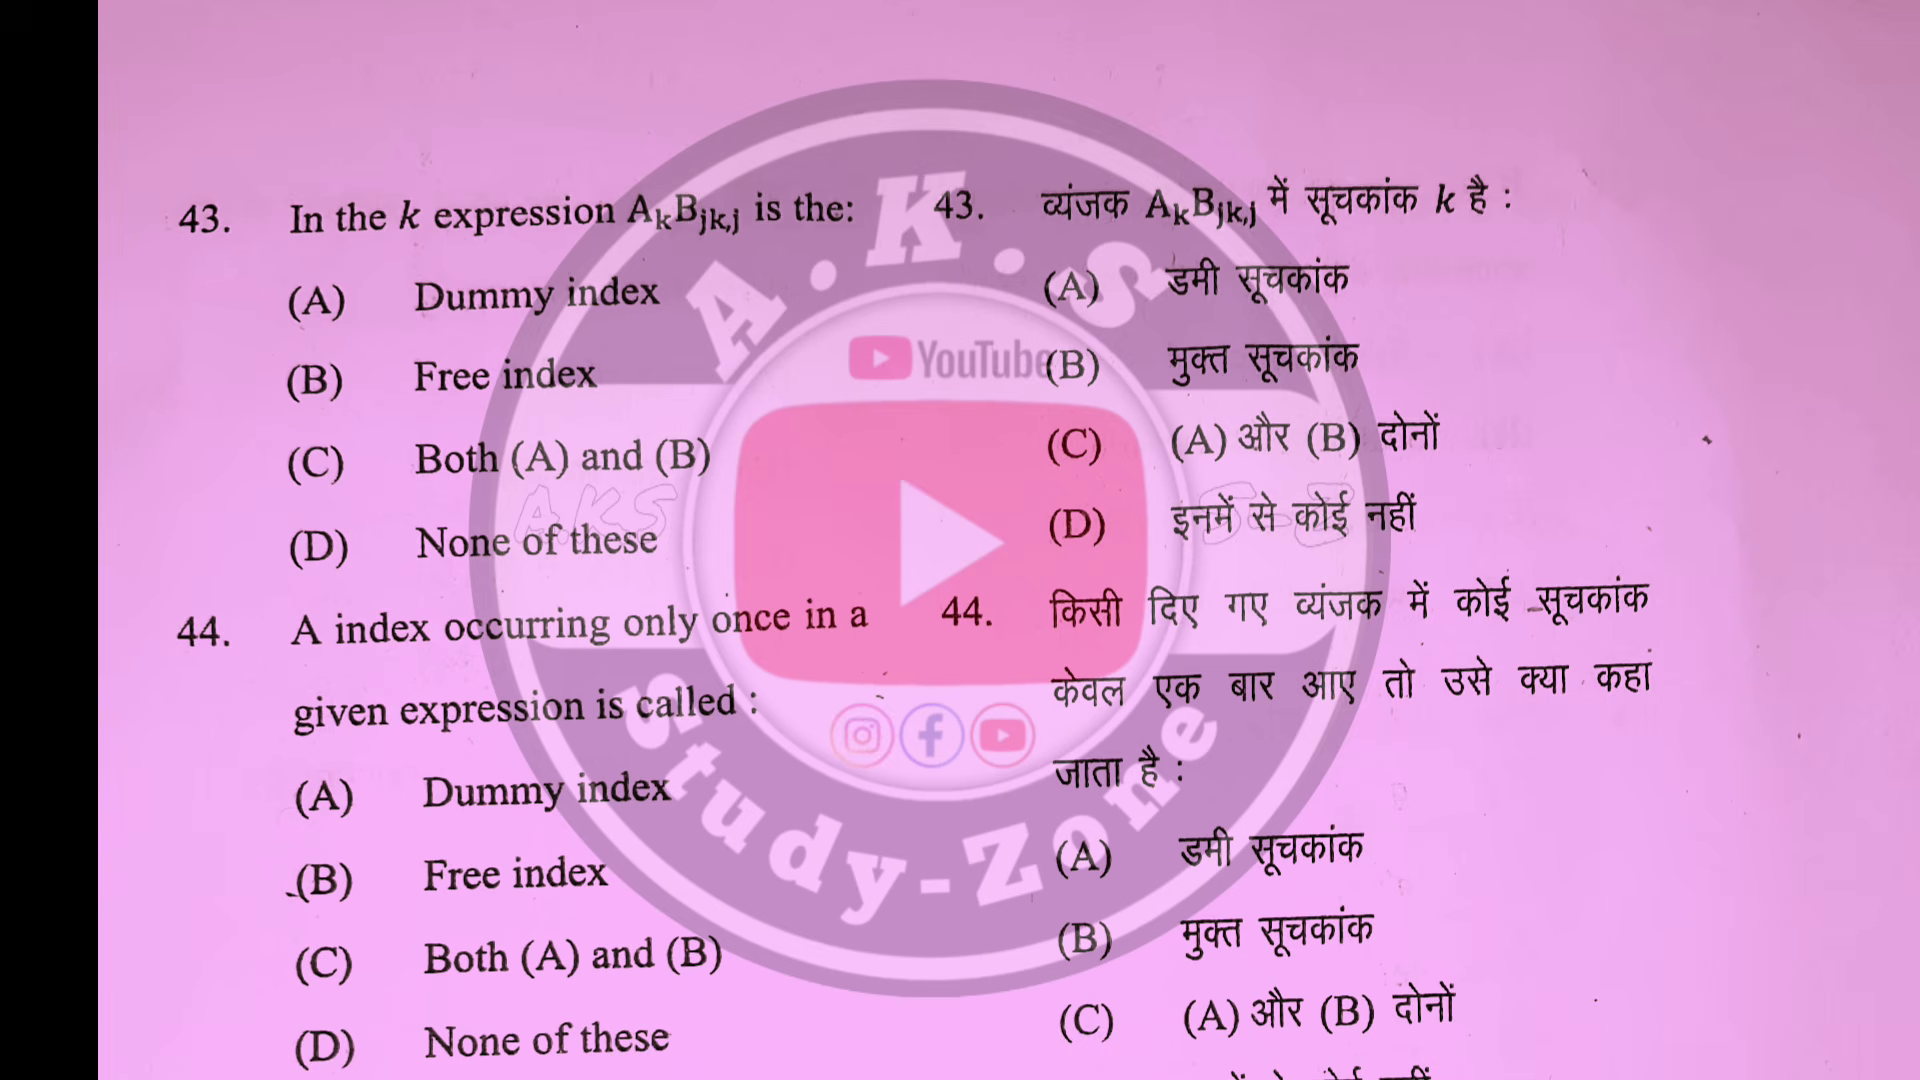 43. In the k expression AₖBⱼₖ,ⱼ is the:
(A) Dummy index
(B) Free index
(C) Both (A) and (B)
(D) None of these
44. A index occurring only once in a
given expression is called :
(A) Dummy index
(B) Free index
(C) Both (A) and (B)
(D) None of these
43. व्यंजक AₖBⱼₖ,ⱼ में सूचकांक k है :
(A) डमी सूचकांक
(B) मुक्त सूचकांक
(C) (A) और (B) दोनों
(D) इनमें से कोई नहीं
44. किसी दिए गए व्यंजक में कोई सूचकांक
केवल एक बार आए तो उसे क्या कहा
जाता है :
(A) डमी सूचकांक
(B) मुक्त सूचकांक
(C) (A) और (B) दोनों
A.K.S
YouTube
AKS
Study-Zone